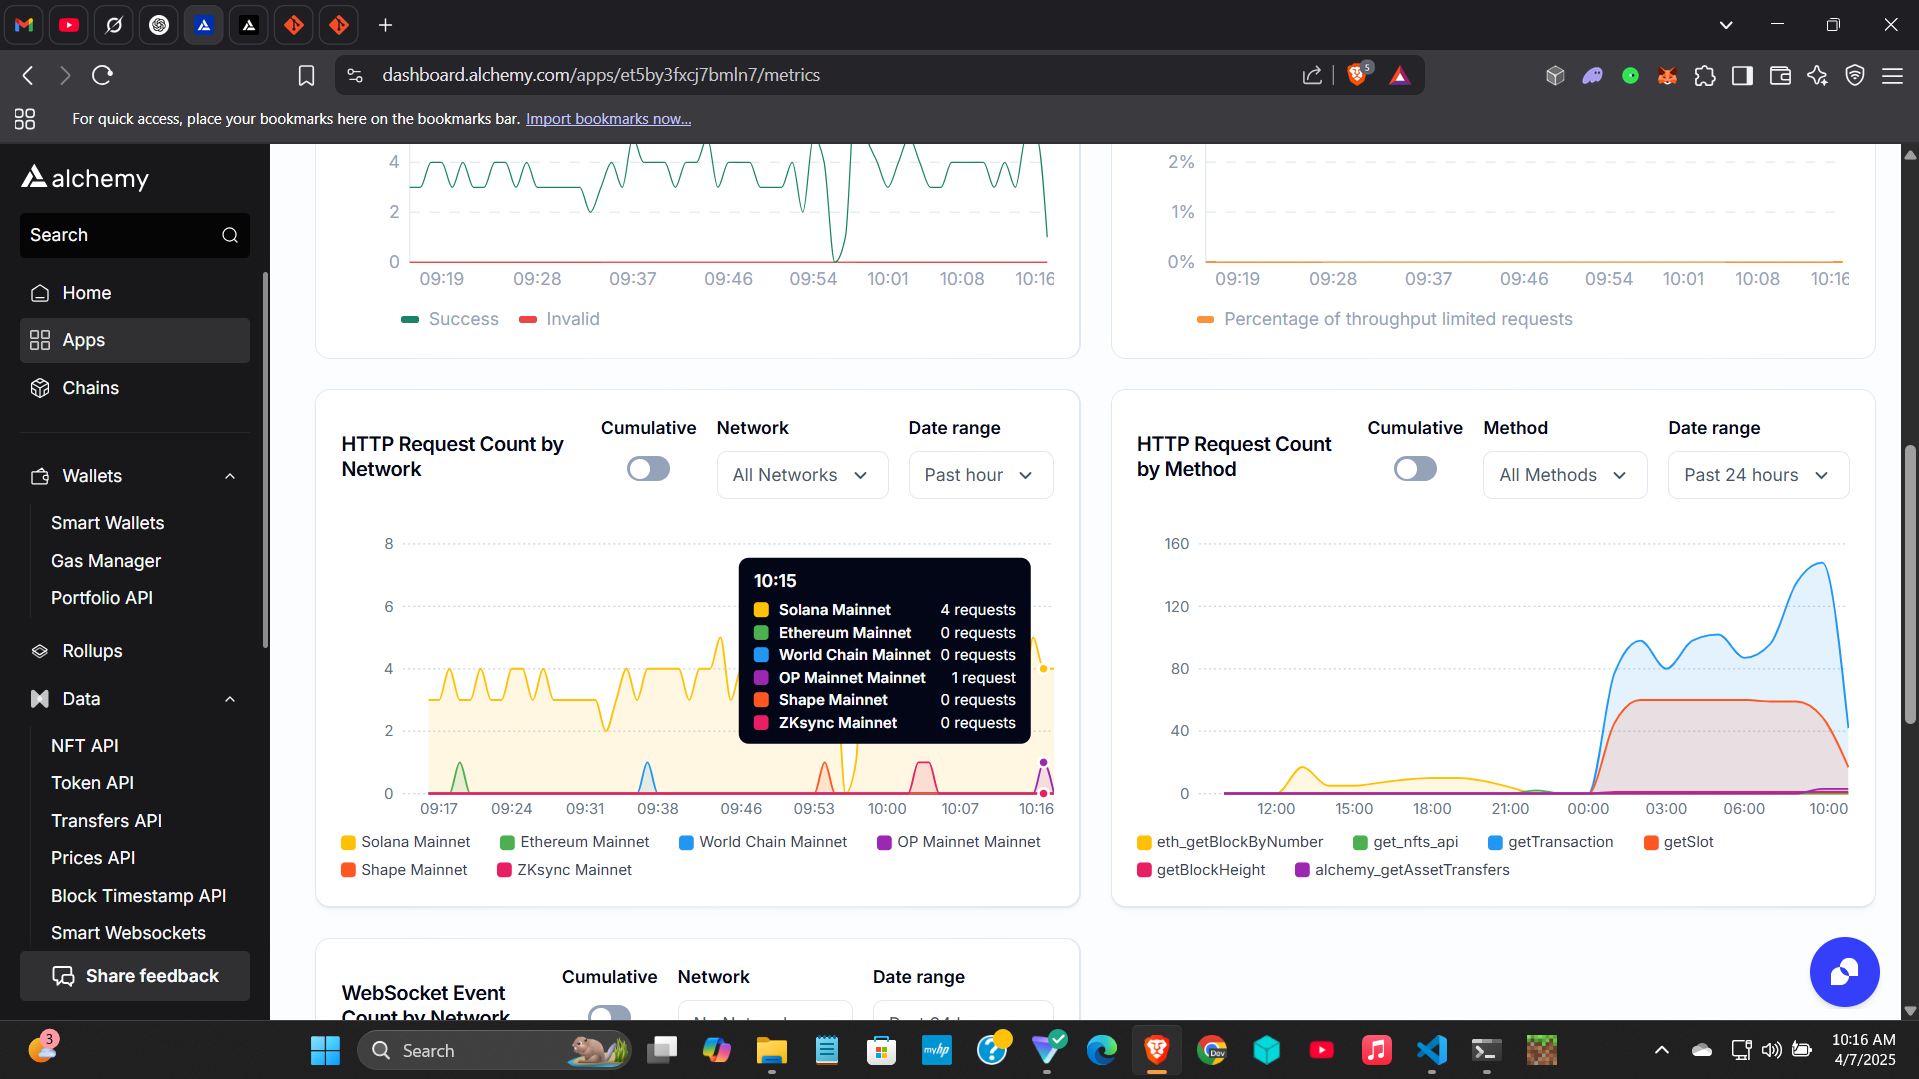 dashboard.alchemy.com/apps/et5by3fxcj7bmln7/metrics
5
For quick access, place your bookmarks here on the bookmarks bar. Import bookmarks now...
alchemy
Search
Home
Apps
Chains
Wallets
Smart Wallets
Gas Manager
Portfolio API
Rollups
Data
NFT API
Token API
Transfers API
Prices API
Block Timestamp API
Smart Websockets
Share feedback
4
2
0
09:19 09:28 09:37 09:46 09:54 10:01 10:08 10:16
Success Invalid
2%
1%
0%
09:19 09:28 09:37 09:46 09:54 10:01 10:08 10:16
Percentage of throughput limited requests
HTTP Request Count by
Network
Cumulative Network Date range
All Networks Past hour
8
6
4
2
0
10:15
Solana Mainnet 4 requests
Ethereum Mainnet 0 requests
World Chain Mainnet 0 requests
OP Mainnet Mainnet 1 request
Shape Mainnet 0 requests
ZKsync Mainnet 0 requests
09:17 09:24 09:31 09:38 09:46 09:53 10:00 10:07 10:16
Solana Mainnet Ethereum Mainnet World Chain Mainnet OP Mainnet Mainnet
Shape Mainnet ZKsync Mainnet
HTTP Request Count
by Method
Cumulative Method Date range
All Methods Past 24 hours
160
120
80
40
0
12:00 15:00 18:00 21:00 00:00 03:00 06:00 10:00
eth_getBlockByNumber get_nfts_api getTransaction getSlot
getBlockHeight alchemy_getAssetTransfers
WebSocket Event
Count by Network
Cumulative Network Date range
3
Search
myhp
Dev
10:16 AM
4/7/2025